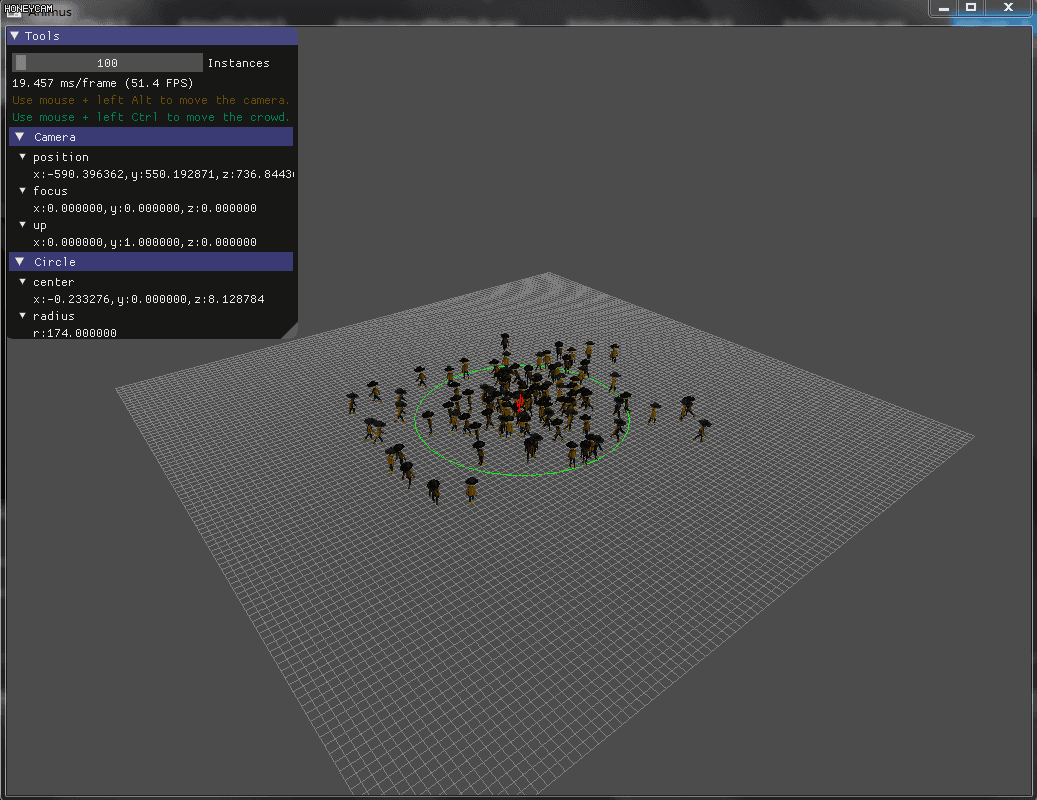 HONEYCAM
Animus
Tools
100 Instances
19.457 ms/frame (51.4 FPS)
Use mouse + left Alt to move the camera.
Use mouse + left Ctrl to move the crowd.
Camera
position
x:-590.396362,y:550.192871,z:736.8443
focus
x:0.000000,y:0.000000,z:0.000000
up
x:0.000000,y:1.000000,z:0.000000
Circle
center
x:-0.233276,y:0.000000,z:8.128784
radius
r:174.000000